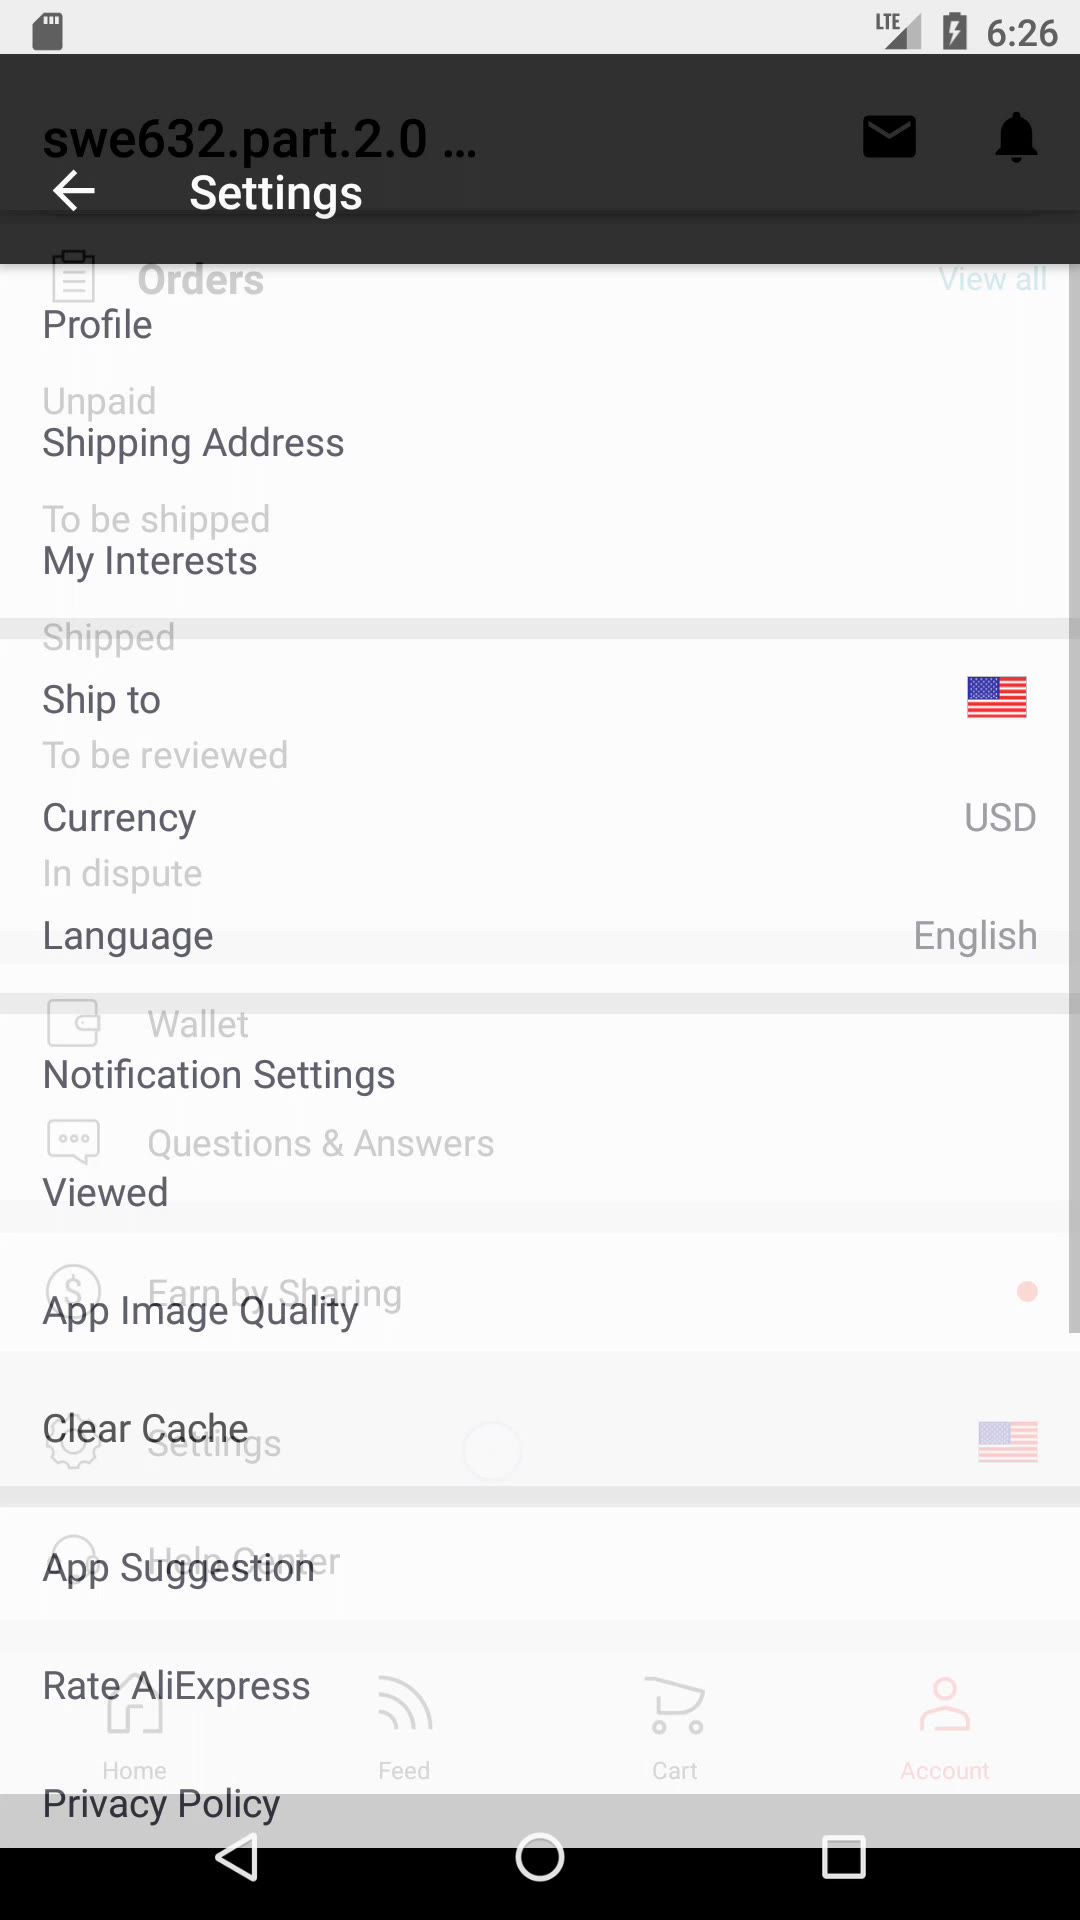 LTE 6:26
swe632.part.2.0 ...
Settings
Orders View all
Profile
Unpaid
Shipping Address
To be shipped
My Interests
Shipped
Ship to
To be reviewed
Currency USD
In dispute
Language English
Wallet
Notification Settings
Questions & Answers
Viewed
Earn by Sharing
App Image Quality
Clear Cache
Settings
Help Center
App Suggestion
Rate AliExpress
Home Feed Cart Account
Privacy Policy